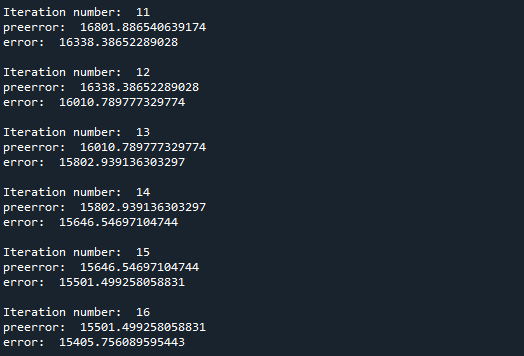 Iteration number:  11
preerror:  16801.886540639174
error:  16338.38652289028
Iteration number:  12
preerror:  16338.38652289028
error:  16010.789777329774
Iteration number:  13
preerror:  16010.789777329774
error:  15802.939136303297
Iteration number:  14
preerror:  15802.939136303297
error:  15646.54697104744
Iteration number:  15
preerror:  15646.54697104744
error:  15501.499258058831
Iteration number:  16
preerror:  15501.499258058831
error:  15405.756089595443